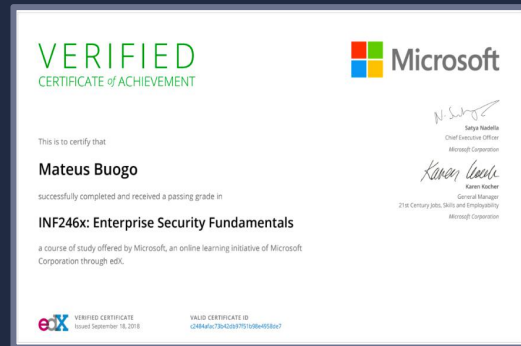 VERIFIED
CERTIFICATE of ACHIEVEMENT
Microsoft
Satya Nadella
Chief Executive Officer
Microsoft Corporation
Karen Kocher
General Manager
21st Century Jobs, Skills and Employability
Microsoft Corporation
This is to certify that
Mateus Buogo
successfully completed and received a passing grade in
INF246x: Enterprise Security Fundamentals
a course of study offered by Microsoft, an online learning initiative of Microsoft
Corporation through edX.
edX
VERIFIED CERTIFICATE
Issued September 18, 2018
VALID CERTIFICATE ID